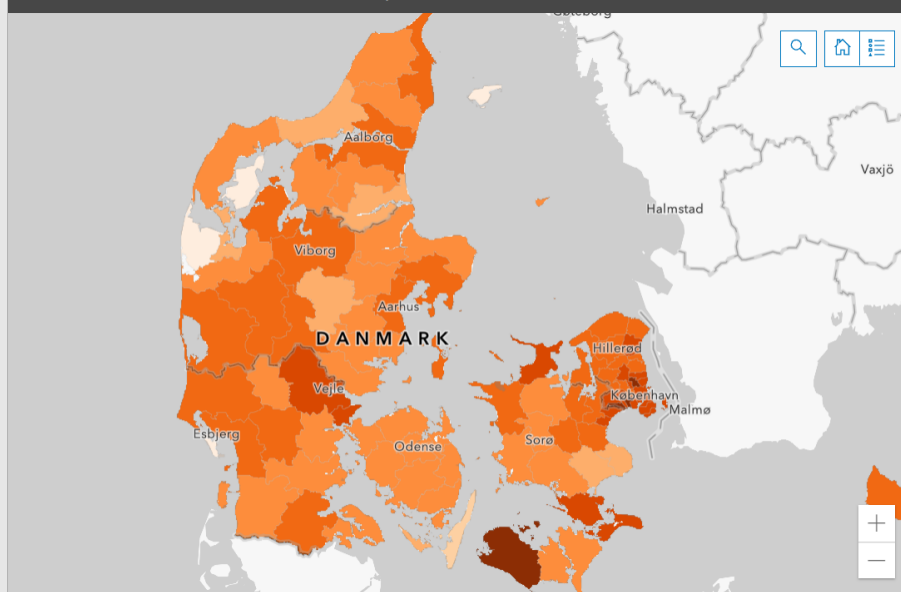 Göteborg
Aalborg
Vaxjö
Halmstad
Viborg
Aarhus
DANMARK
Hillerød
Vejle
København
Malmø
Esbjerg
Sorø
Odense